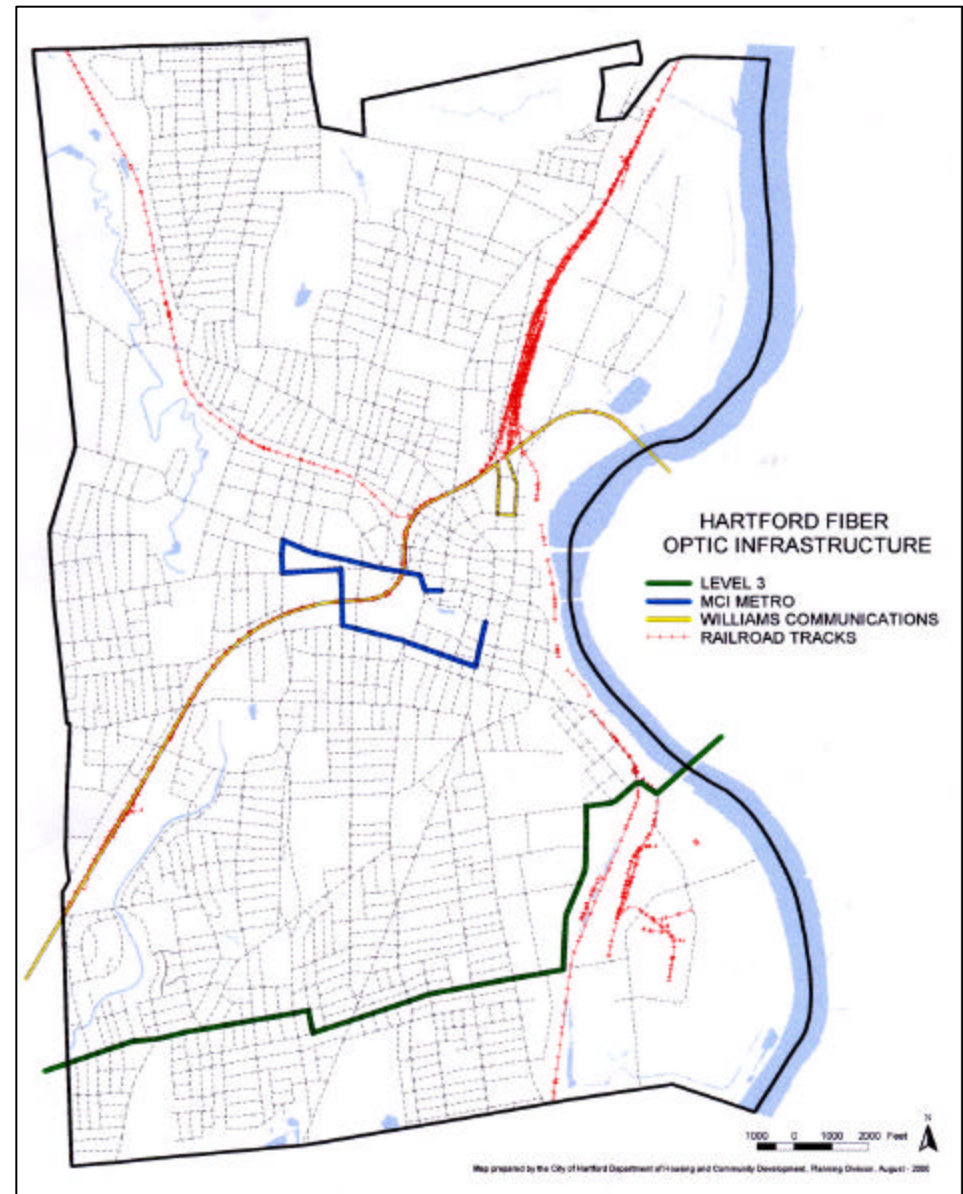 HARTFORD FIBER
OPTIC INFRASTRUCTURE
LEVEL 3
MCI METRO
WILLIAMS COMMUNICATIONS
RAILROAD TRACKS
N
1000 0 1000 2000 Feet
Map prepared by the City of Hartford Department of Housing and Community Development, Planning Division, August - 2000